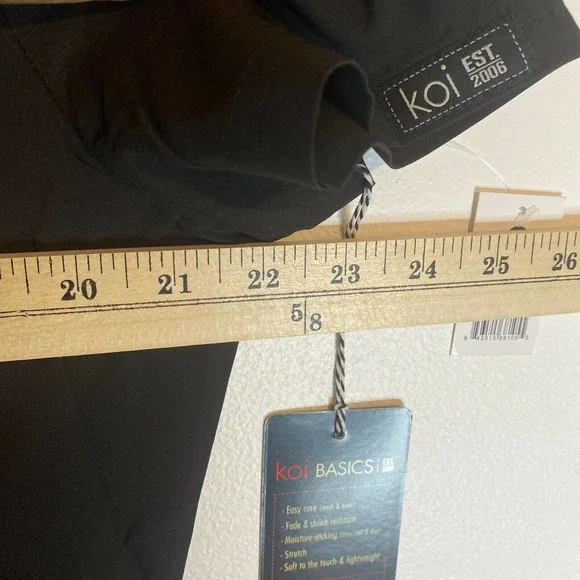 koi EST.
2006
20 21 22 23 24 25 26
5|8
koi BASICS EST.
• Easy care
• Fade & shrink resistant
• Moisture-wicking
• Stretch
• Soft to the touch & lightweight